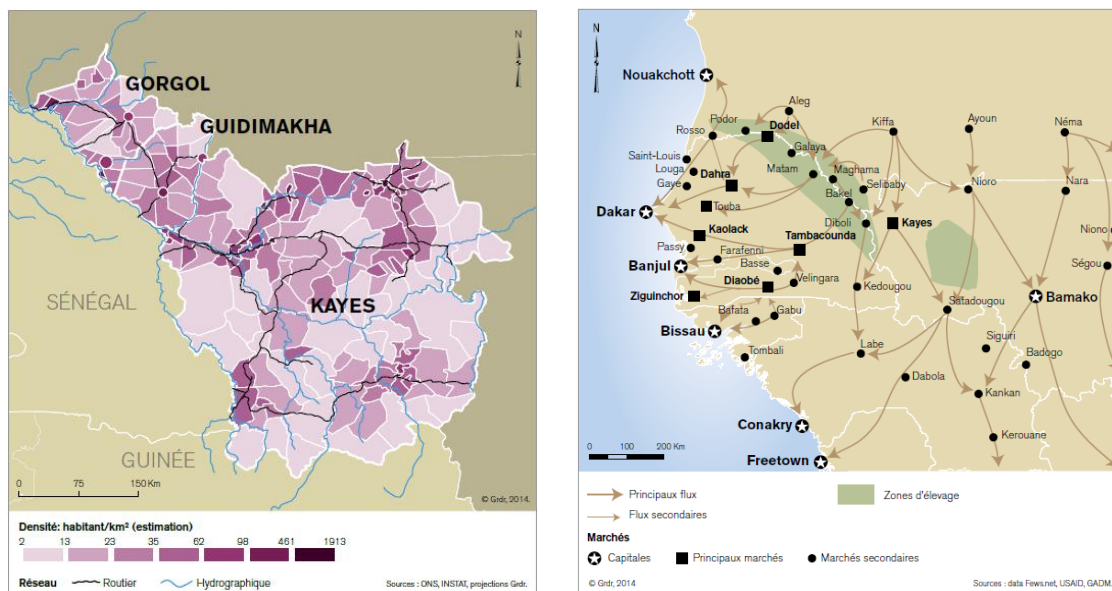 N
GORGOL
GUIDIMAKHA
KAYES
SÉNÉGAL
GUINÉE
0 75 150 Km
© Grdr, 2014.
Densité: habitant/km² (estimation)
2 13 23 35 62 98 461 1913
Réseau Routier Hydrographique
Sources : ONS, INSTAT, projections Grdr.
N
Nouakchott
Aleg
Podor
Dodel
Kiffa
Ayoun
Néma
Rosso
Galaya
Saint-Louis
Louga
Dahra
Matam
Maghama
Gaye
Bakel
Selibaby
Nioro
Nara
Dakar
Touba
Diboli
Kayes
Niono
Kaolack
Tambacounda
Passy
Farafenni
Ségou
Banjul
Basse
Diaobé
Velingara
Kedougou
Ziguinchor
Bamako
Bafata
Gabu
Satadougou
Bissau
Siguiri
Tombali
Labe
Badogo
Dabola
Kankan
Conakry
Kerouane
0 100 200 Km
Freetown
Principaux flux
Zones d'élevage
Flux secondaires
Marchés
Capitales Principaux marchés Marchés secondaires
© Grdr, 2014
Sources : data Fews.net, USAID, GADM.